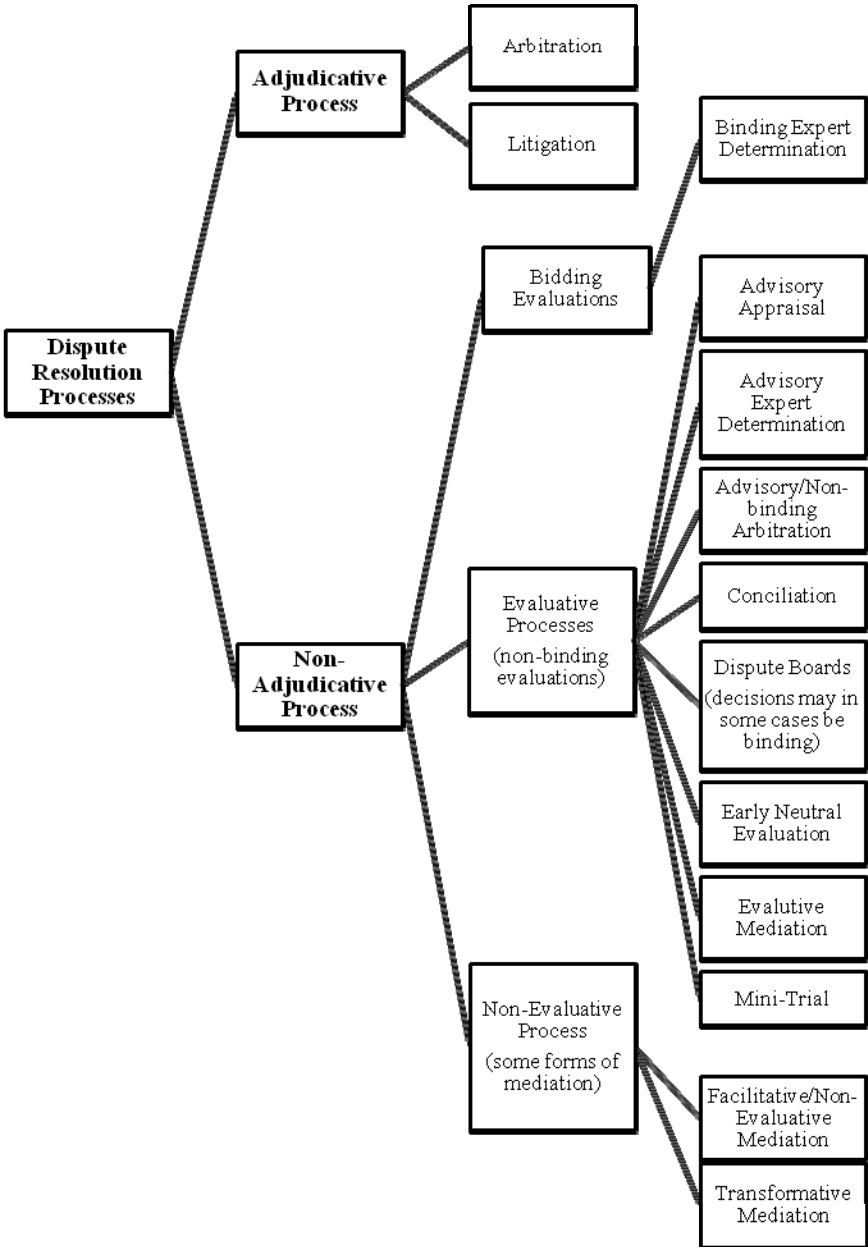 Dispute
Resolution
Processes
Adjudicative
Process
Arbitration
Litigation
Non-
Adjudicative
Process
Bidding
Evaluations
Binding Expert
Determination
Evaluative
Processes
(non-binding
evaluations)
Advisory
Appraisal
Advisory
Expert
Determination
Advisory/Non-
binding
Arbitration
Conciliation
Dispute Boards
(decisions may in
some cases be
binding)
Early Neutral
Evaluation
Evalutive
Mediation
Mini-Trial
Non-Evaluative
Process
(some forms of
mediation)
Facilitative/Non-
Evaluative
Mediation
Transformative
Mediation